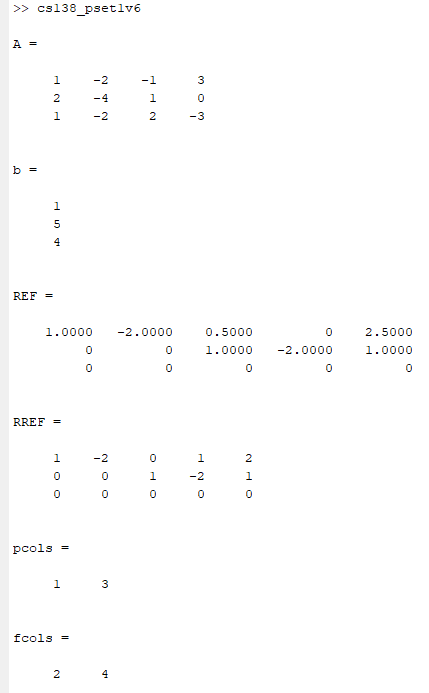 >> cs138_pset1v6
A =
1 -2 -1 3
2 -4 1 0
1 -2 2 -3
b =
1
5
4
REF =
1.0000 -2.0000 0.5000 0 2.5000
0 0 1.0000 -2.0000 1.0000
0 0 0 0 0
RREF =
1 -2 0 1 2
0 0 1 -2 1
0 0 0 0 0
pcols =
1 3
fcols =
2 4